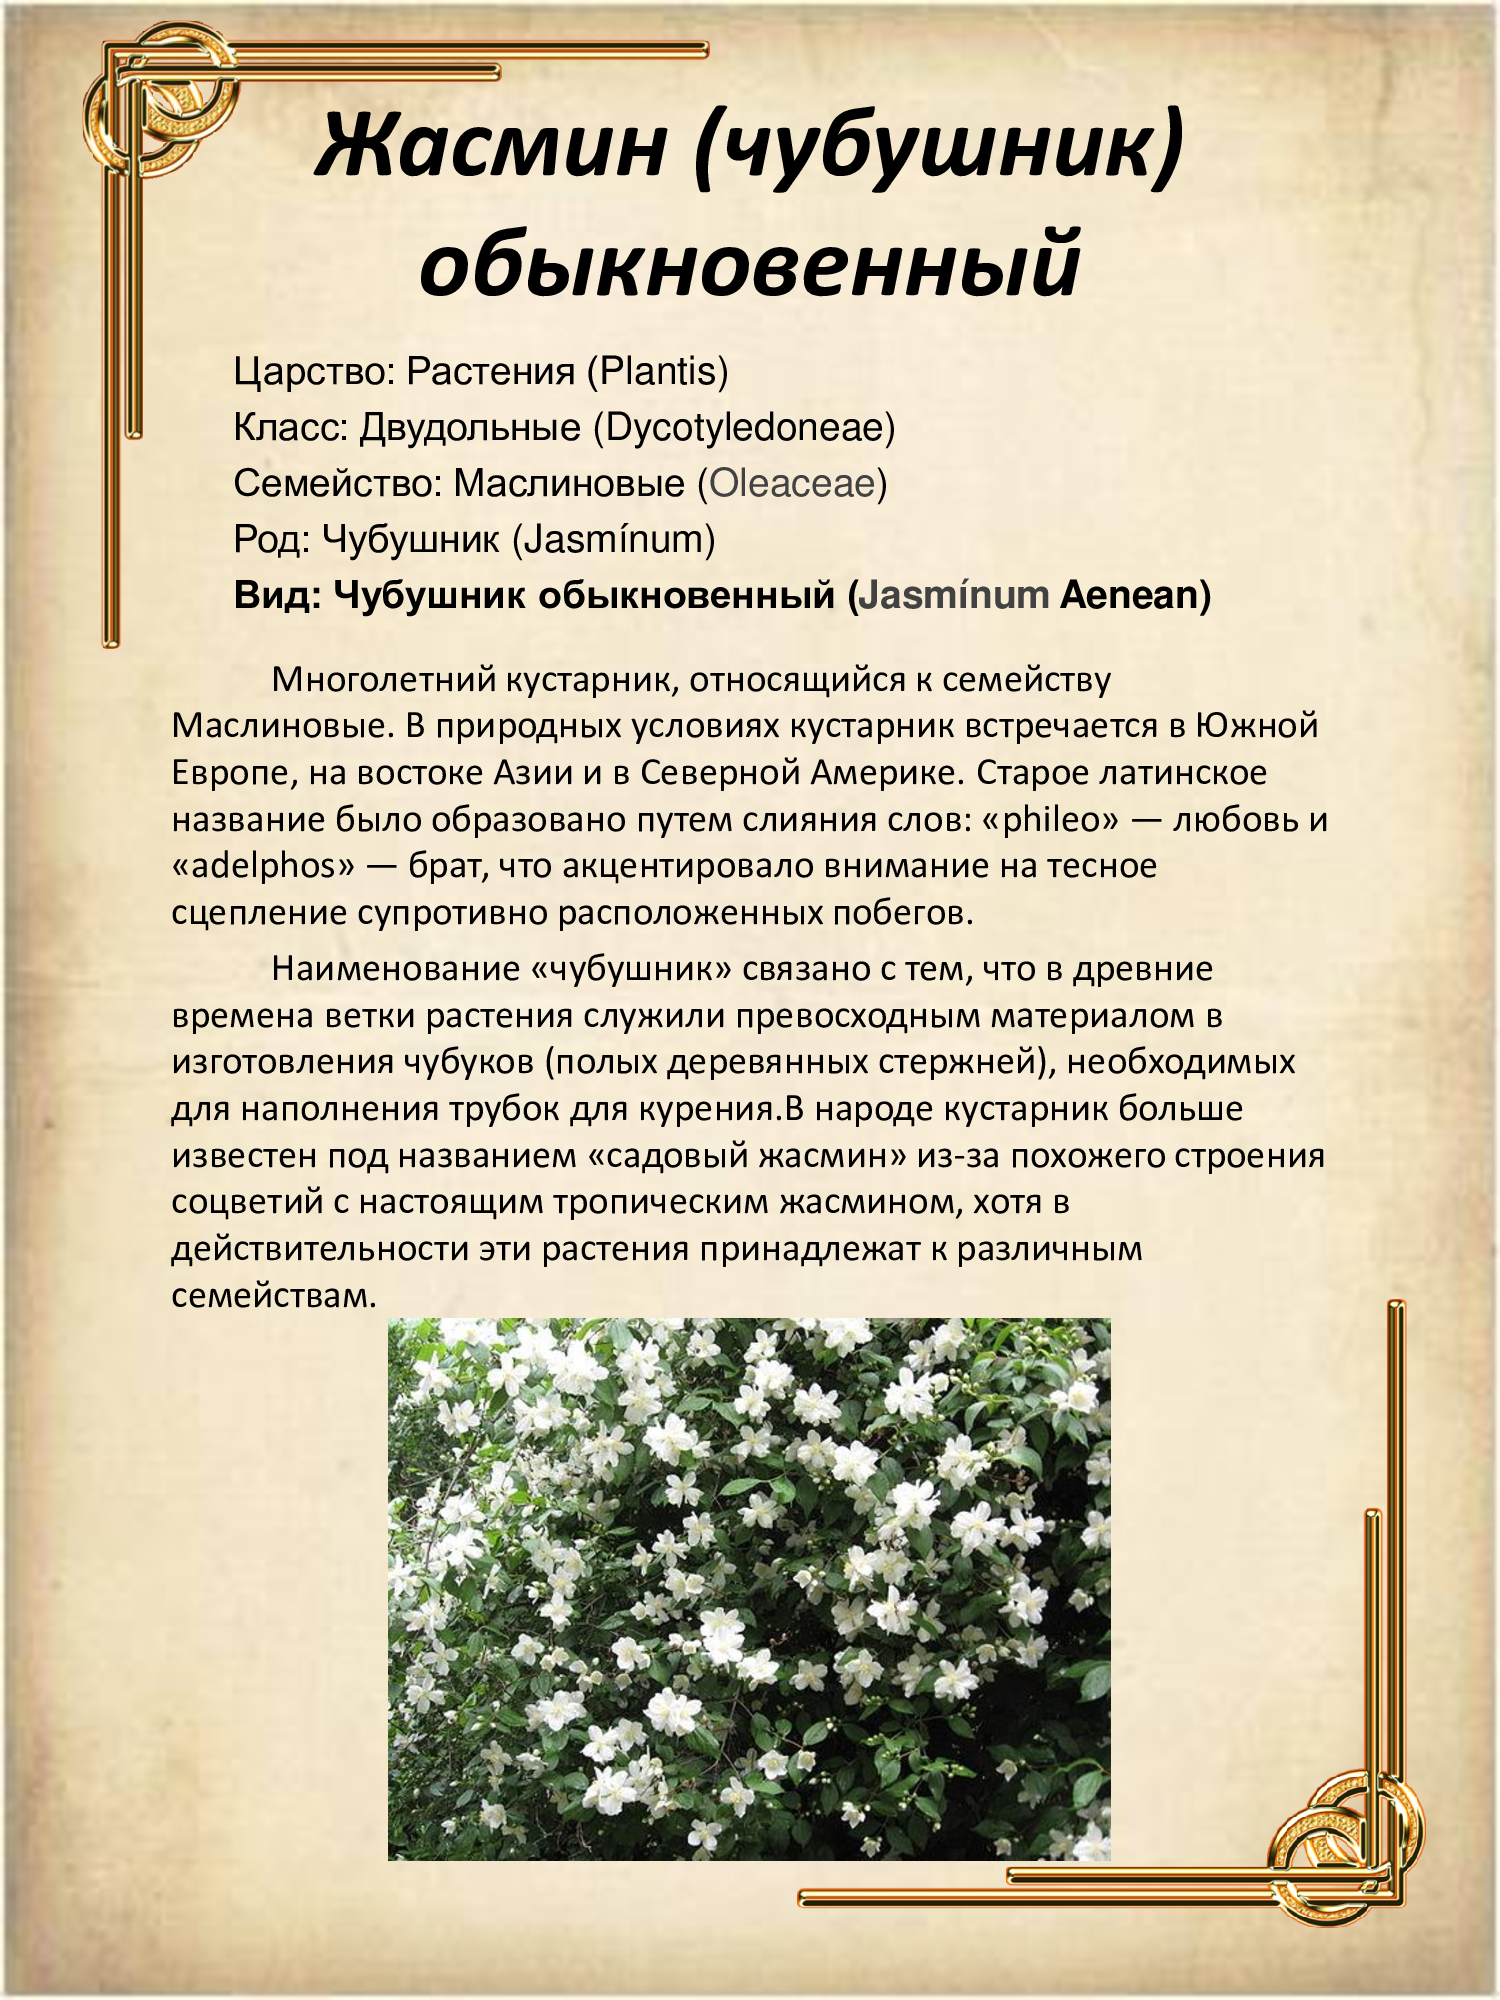 Жасмин (чубушник)
обыкновенный
Царство: Растения (Plantis)
Класс: Двудольные (Dycotyledoneae)
Семейство: Маслиновые (Oleaceae)
Род: Чубушник (Jasmínum)
Вид: Чубушник обыкновенный (Jasmínum Aenean)
Многолетний кустарник, относящийся к семейству
Маслиновые. В природных условиях кустарник встречается в Южной
Европе, на востоке Азии и в Северной Америке. Старое латинское
название было образовано путем слияния слов: «phileo» — любовь и
«adelphos» — брат, что акцентировало внимание на тесное
сцепление супротивно расположенных побегов.
Наименование «чубушник» связано с тем, что в древние
времена ветки растения служили превосходным материалом в
изготовления чубуков (полых деревянных стержней), необходимых
для наполнения трубок для курения.В народе кустарник больше
известен под названием «садовый жасмин» из-за похожего строения
соцветий с настоящим тропическим жасмином, хотя в
действительности эти растения принадлежат к различным
семействам.